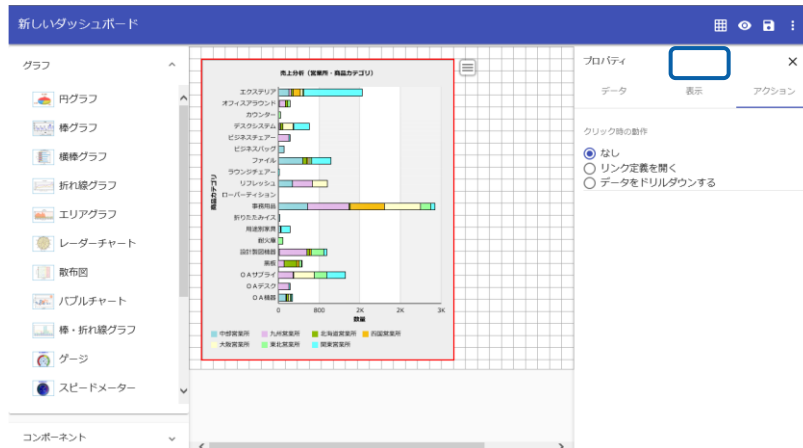 新しいダッシュボード
グラフ
円グラフ
棒グラフ
横棒グラフ
折れ線グラフ
エリアグラフ
レーダーチャート
散布図
バブルチャート
棒・折れ線グラフ
ゲージ
スピードメーター
コンポーネント
売上分析（営業所・商品カテゴリ）
商品カテゴリ
エクステリア
オフィスアラウンド
カウンター
デスクシステム
ビジネスチェアー
ビジネスバッグ
ファイル
ラウンジチェアー
リフレッシュ
ローパーティション
事務用品
折りたたみイス
用途別家具
耐火庫
設計製図機器
黒板
ＯＡサプライ
ＯＡデスク
ＯＡ機器
0 800 2K 2K 3K
数量
中部営業所 九州営業所 北海道営業所 四国営業所
大阪営業所 東北営業所 関東営業所
プロパティ
データ 表示 アクション
クリック時の動作
なし
リンク定義を開く
データをドリルダウンする